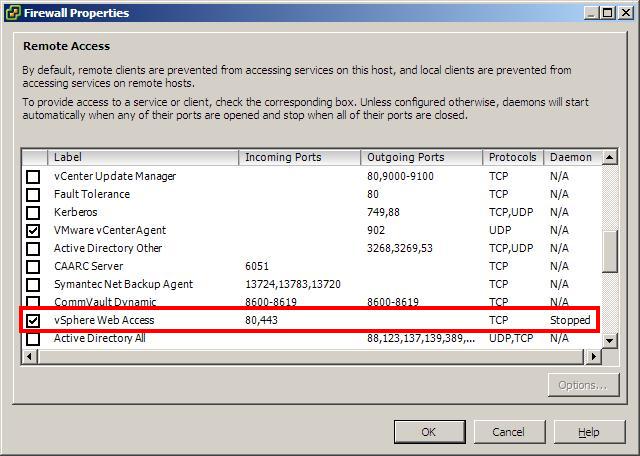 Firewall Properties
Remote Access
By default, remote clients are prevented from accessing services on this host, and local clients are prevented from
accessing services on remote hosts.
To provide access to a service or client, check the corresponding box. Unless configured otherwise, daemons will start
automatically when any of their ports are opened and stop when all of their ports are closed.
Label Incoming Ports Outgoing Ports Protocols Daemon
vCenter Update Manager 80,9000-9100 TCP N/A
Fault Tolerance 80 TCP N/A
Kerberos 749,88 TCP,UDP N/A
VMware vCenterAgent 902 UDP N/A
Active Directory Other 3268,3269,53 TCP,UDP N/A
CAARC Server 6051 TCP N/A
Symantec Net Backup Agent 13724,13783,13720 TCP N/A
CommVault Dynamic 8600-8619 8600-8619 TCP N/A
vSphere Web Access 80,443 TCP Stopped
Active Directory All 88,123,137,139,389,... UDP,TCP N/A
Options...
OK Cancel Help